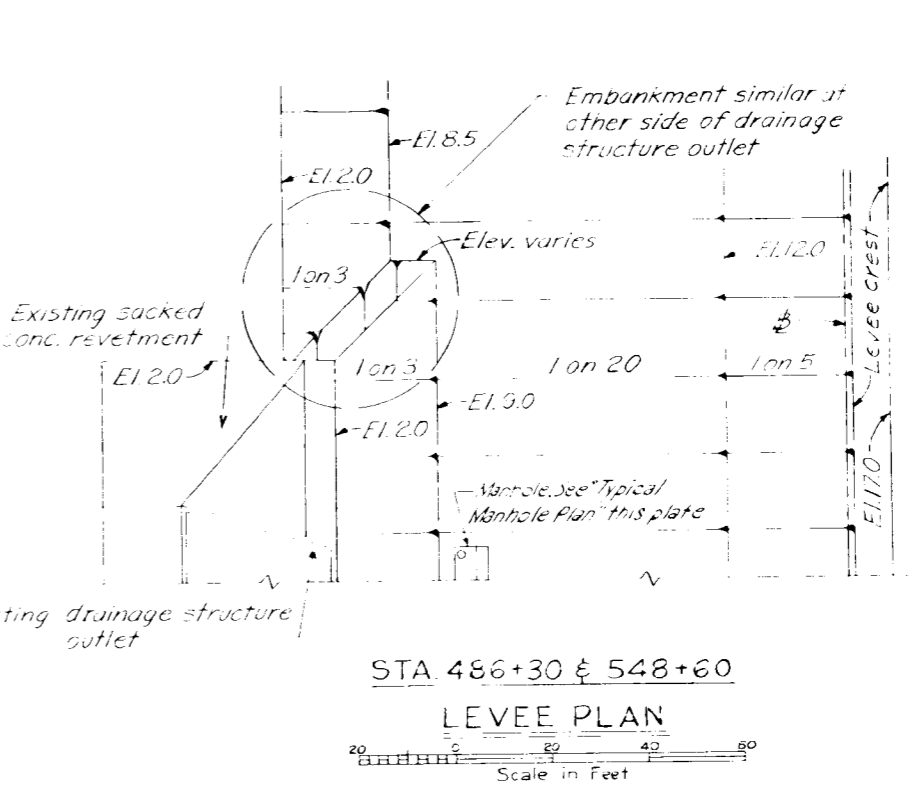 Embankment similar at
other side of drainage
structure outlet
El. 8.5
El. 2.0
Elev. varies
1 on 3
El. 12.0
Levee Crest
Existing sacked
conc. revetment
El. 2.0
1 on 3
1 on 20
1 on 5
El. 9.0
El. 2.0
El. 17.0
Manhole. See "Typical
Manhole Plan" this plate
drainage structure
outlet
STA. 486+30 & 548+60
LEVEE PLAN
20 0 20 40 60
Scale in Feet